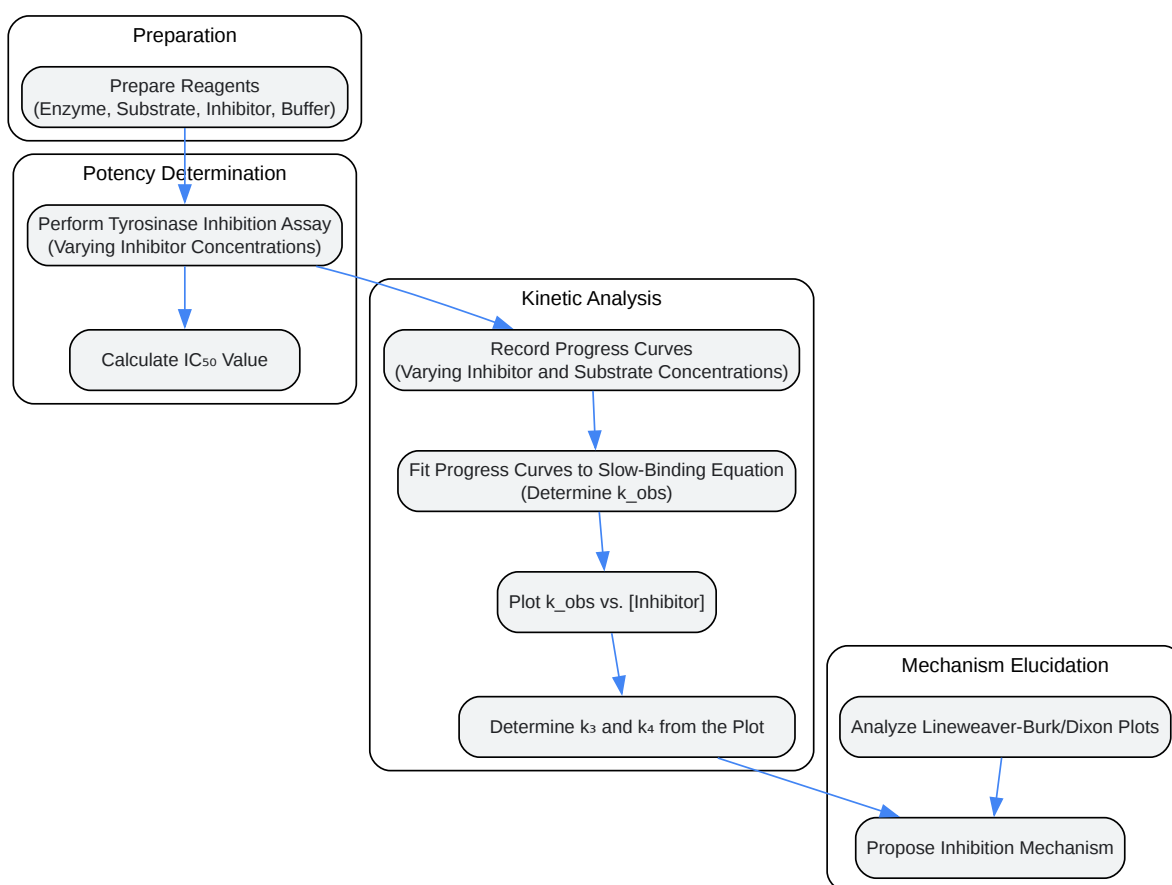 Preparation
Prepare Reagents
(Enzyme, Substrate, Inhibitor, Buffer)
Potency Determination
Perform Tyrosinase Inhibition Assay
(Varying Inhibitor Concentrations)
Calculate IC₅₀ Value
Kinetic Analysis
Record Progress Curves
(Varying Inhibitor and Substrate Concentrations)
Fit Progress Curves to Slow-Binding Equation
(Determine k_obs)
Plot k_obs vs. [Inhibitor]
Determine k₃ and k₄ from the Plot
Mechanism Elucidation
Analyze Lineweaver-Burk/Dixon Plots
Propose Inhibition Mechanism